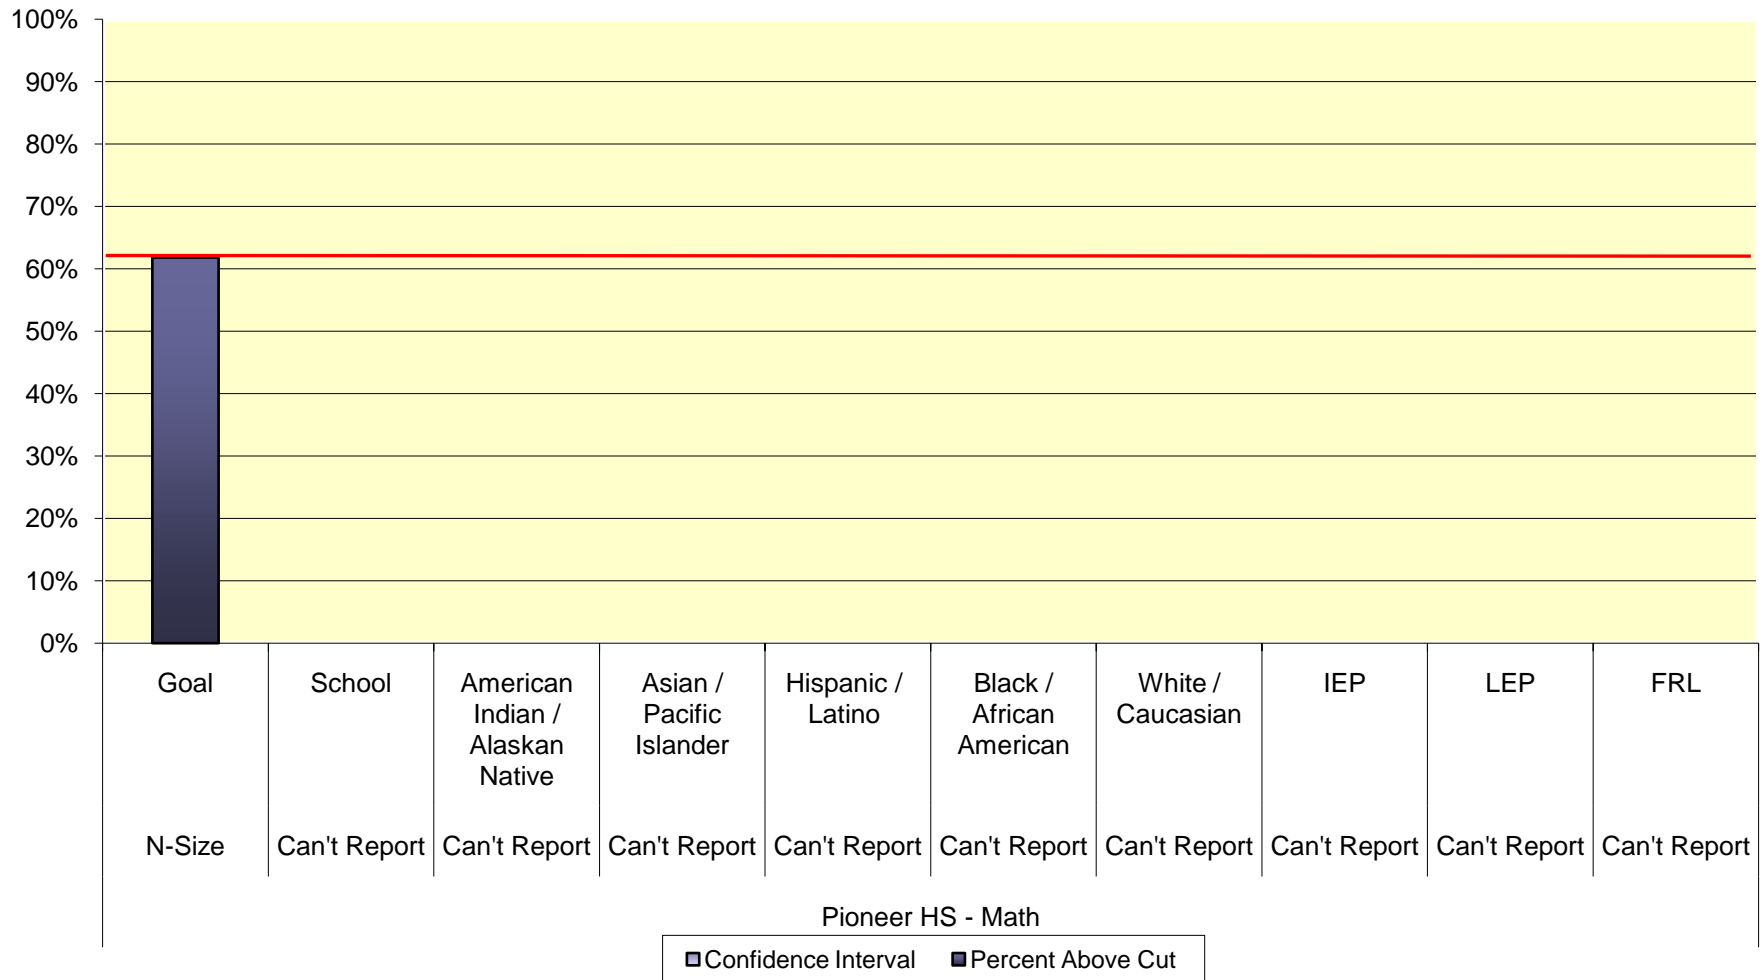 100%
90%
80%
70%
60%
50%
40%
30%
20%
10%
0%
Goal
School
American
Indian /
Alaskan
Native
Asian /
Pacific
Islander
Hispanic /
Latino
Black /
African
American
White /
Caucasian
IEP
LEP
FRL
N-Size
Can't Report
Can't Report
Can't Report
Can't Report
Can't Report
Can't Report
Can't Report
Can't Report
Can't Report
Pioneer HS - Math
Confidence Interval
Percent Above Cut